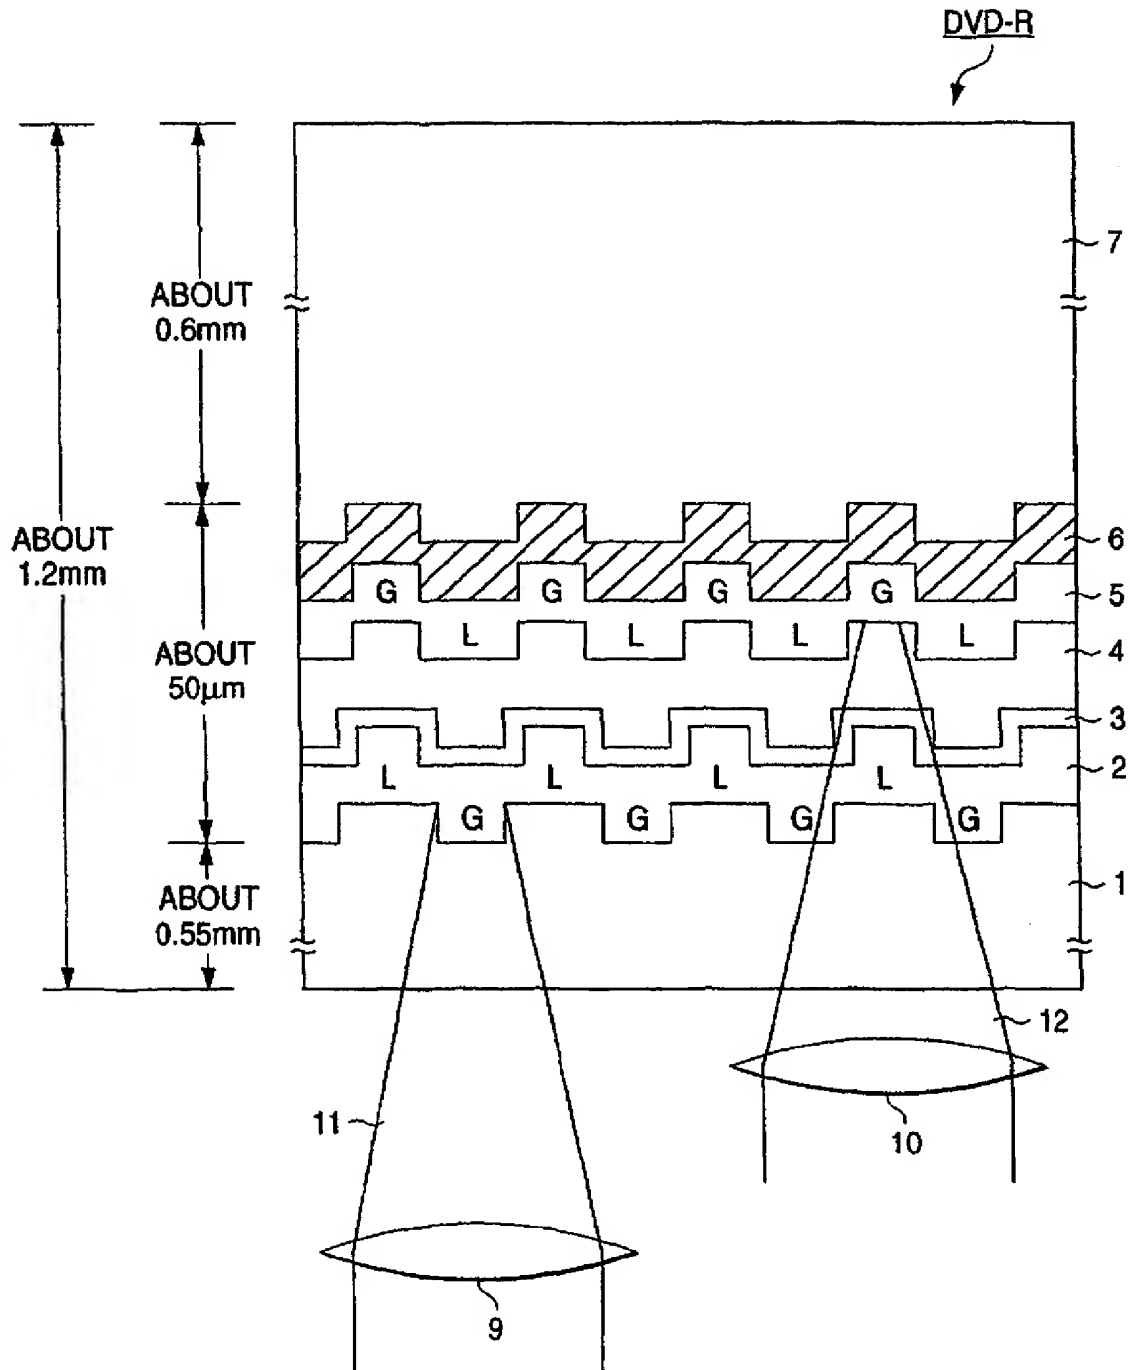 DVD-R
7
ABOUT
0.6mm
ABOUT
1.2mm
6
G G G G
5
L L L L
4
ABOUT
50μm
3
2
L L L L
G G G G
1
ABOUT
0.55mm
12
11
10
9